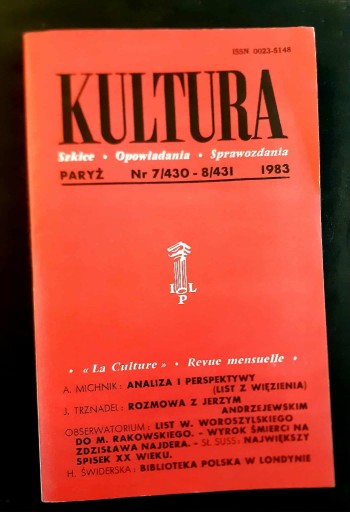 ISSN 0023-5148
KULTURA
Szkice • Opowiadania • Sprawozdania
PARYŻ Nr 7/430 - 8/431 1983
I L
P
• « La Culture » • Revue mensuelle •
A. MICHNIK: ANALIZA I PERSPEKTYWY
(LIST Z WIĘZIENIA)
J. TRZNADEL: ROZMOWA Z JERZYM
ANDRZEJEWSKIM
OBSERWATORIUM: LIST W. WOROSZYLSKIEGO
DO M. RAKOWSKIEGO. - WYROK ŚMIERCI NA
ZDZISŁAWA NAJDERA. - St. SUSS: NAJWIĘKSZY
SPISEK XX WIEKU.
H. ŚWIDERSKA: BIBLIOTEKA POLSKA W LONDYNIE